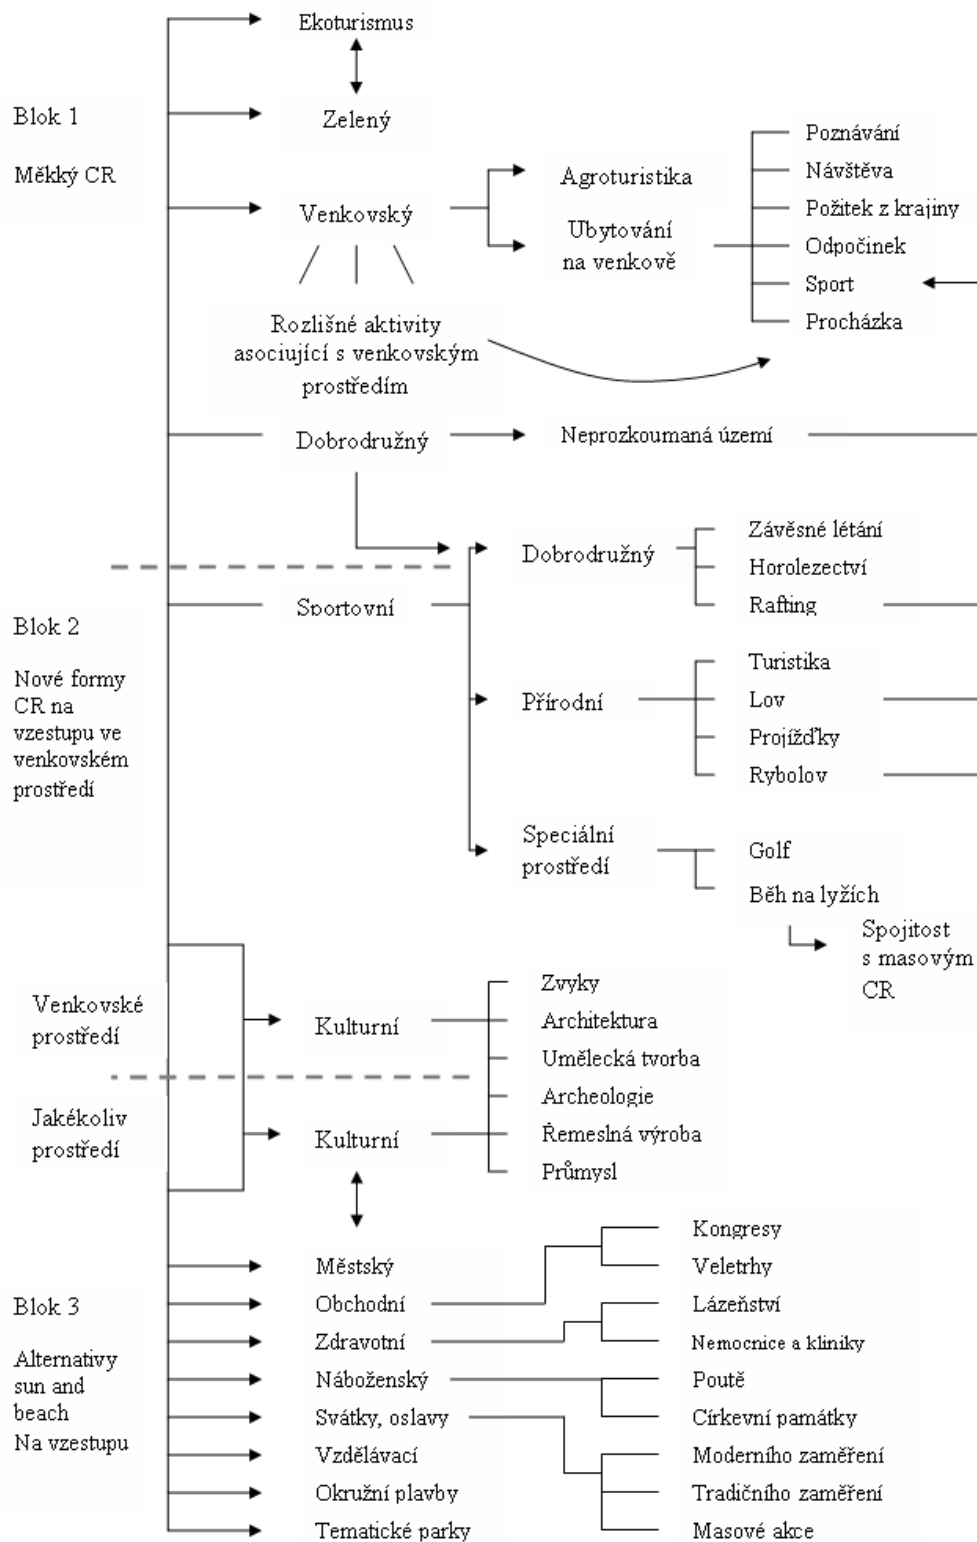 Ekoturismus
Blok 1
Zelený
Měkký CR
Venkovský
Agroturistika
Ubytování
na venkově
Poznávání
Návštěva
Požitek z krajiny
Odpočinek
Sport
Procházka
Rozlišné aktivity
asociující s venkovským
prostředím
Dobrodružný
Neprozkoumaná území
Blok 2
Nové formy
CR na
vzestupu ve
venkovském
prostředí
Sportovní
Dobrodružný
Závěsné létání
Horolezectví
Rafting
Přírodní
Turistika
Lov
Projížďky
Rybolov
Speciální
prostředí
Golf
Běh na lyžích
Spojitost
s masovým
CR
Venkovské
prostředí
Kulturní
Zvyky
Architektura
Umělecká tvorba
Archeologie
Řemeslná výroba
Průmysl
Jakékoliv
prostředí
Kulturní
Blok 3
Alternativy
sun and
beach
Na vzestupu
Městský
Obchodní
Zdravotní
Náboženský
Svátky, oslavy
Vzdělávací
Okružní plavby
Tematické parky
Kongresy
Veletrhy
Lázeňství
Nemocnice a kliniky
Poutě
Církevní památky
Moderního zaměření
Tradičního zaměření
Masové akce